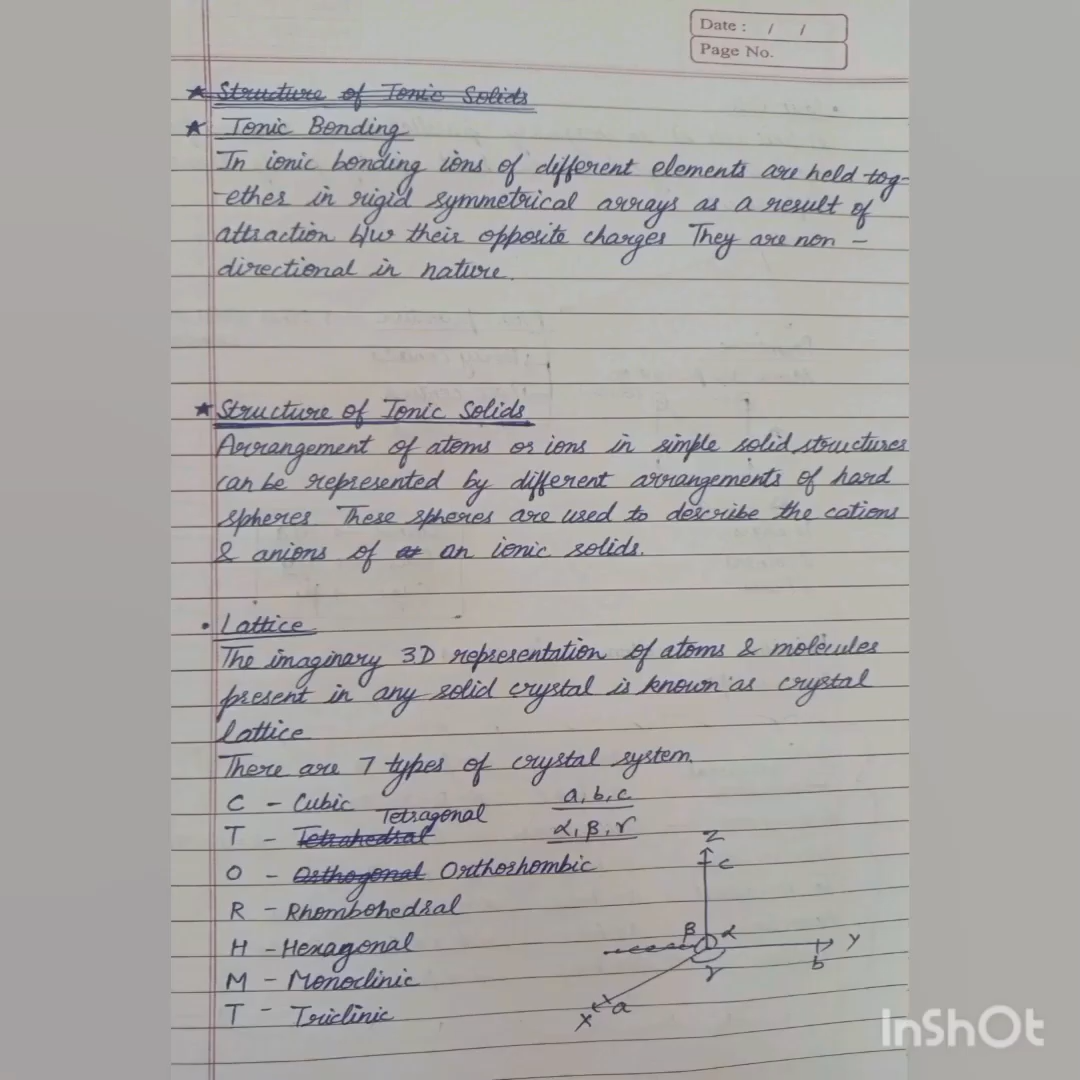 Date : / /
Page No.
★ Structure of Ionic Solids
★ Ionic Bonding
In ionic bonding ions of different elements are held tog-
-ether in rigid symmetrical arrays as a result of
attraction b/w their opposite charges They are non -
directional in nature.
★ Structure of Ionic Solids
Arrangement of atoms or ions in simple solid structures
can be represented by different arrangements of hard
spheres. These spheres are used to describe the cations
& anions of at an ionic solids.
• Lattice
The imaginary 3D representation of atoms & molecules
present in any solid crystal is known as crystal
lattice
There are 7 types of crystal system.
C - Cubic
a, b, c
T - Tetrahedral Tetragonal
α, β, γ
O - Orthogonal Orthorhombic
R - Rhombohedral
H - Hexagonal
M - Monoclinic
T - Triclinic
Z
c
β α
Y
b
γ
a
X
InShOt